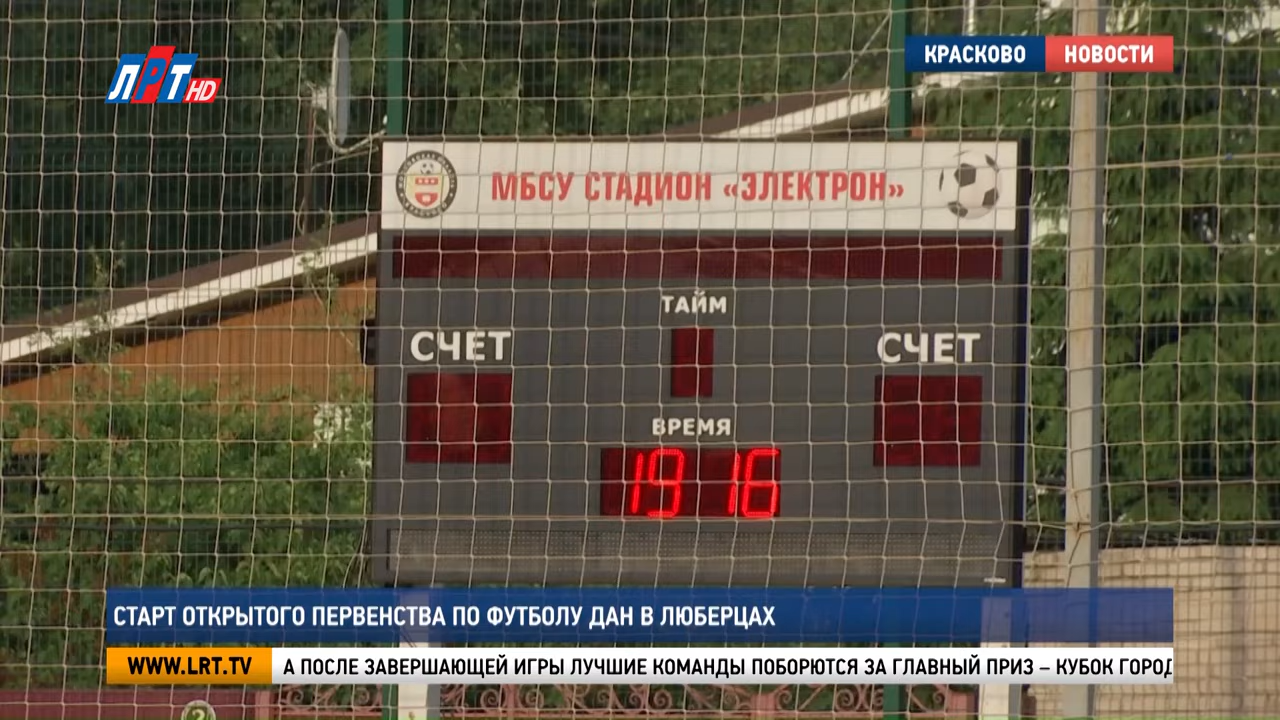 ЛРТ HD
КРАСКОВО НОВОСТИ
МБСУ СТАДИОН «ЭЛЕКТРОН»
ТАЙМ
СЧЕТ СЧЕТ
ВРЕМЯ
19 16
СТАРТ ОТКРЫТОГО ПЕРВЕНСТВА ПО ФУТБОЛУ ДАН В ЛЮБЕРЦАХ
WWW.LRT.TV А ПОСЛЕ ЗАВЕРШАЮЩЕЙ ИГРЫ ЛУЧШИЕ КОМАНДЫ ПОБОРЮТСЯ ЗА ГЛАВНЫЙ ПРИЗ – КУБОК ГОРОД